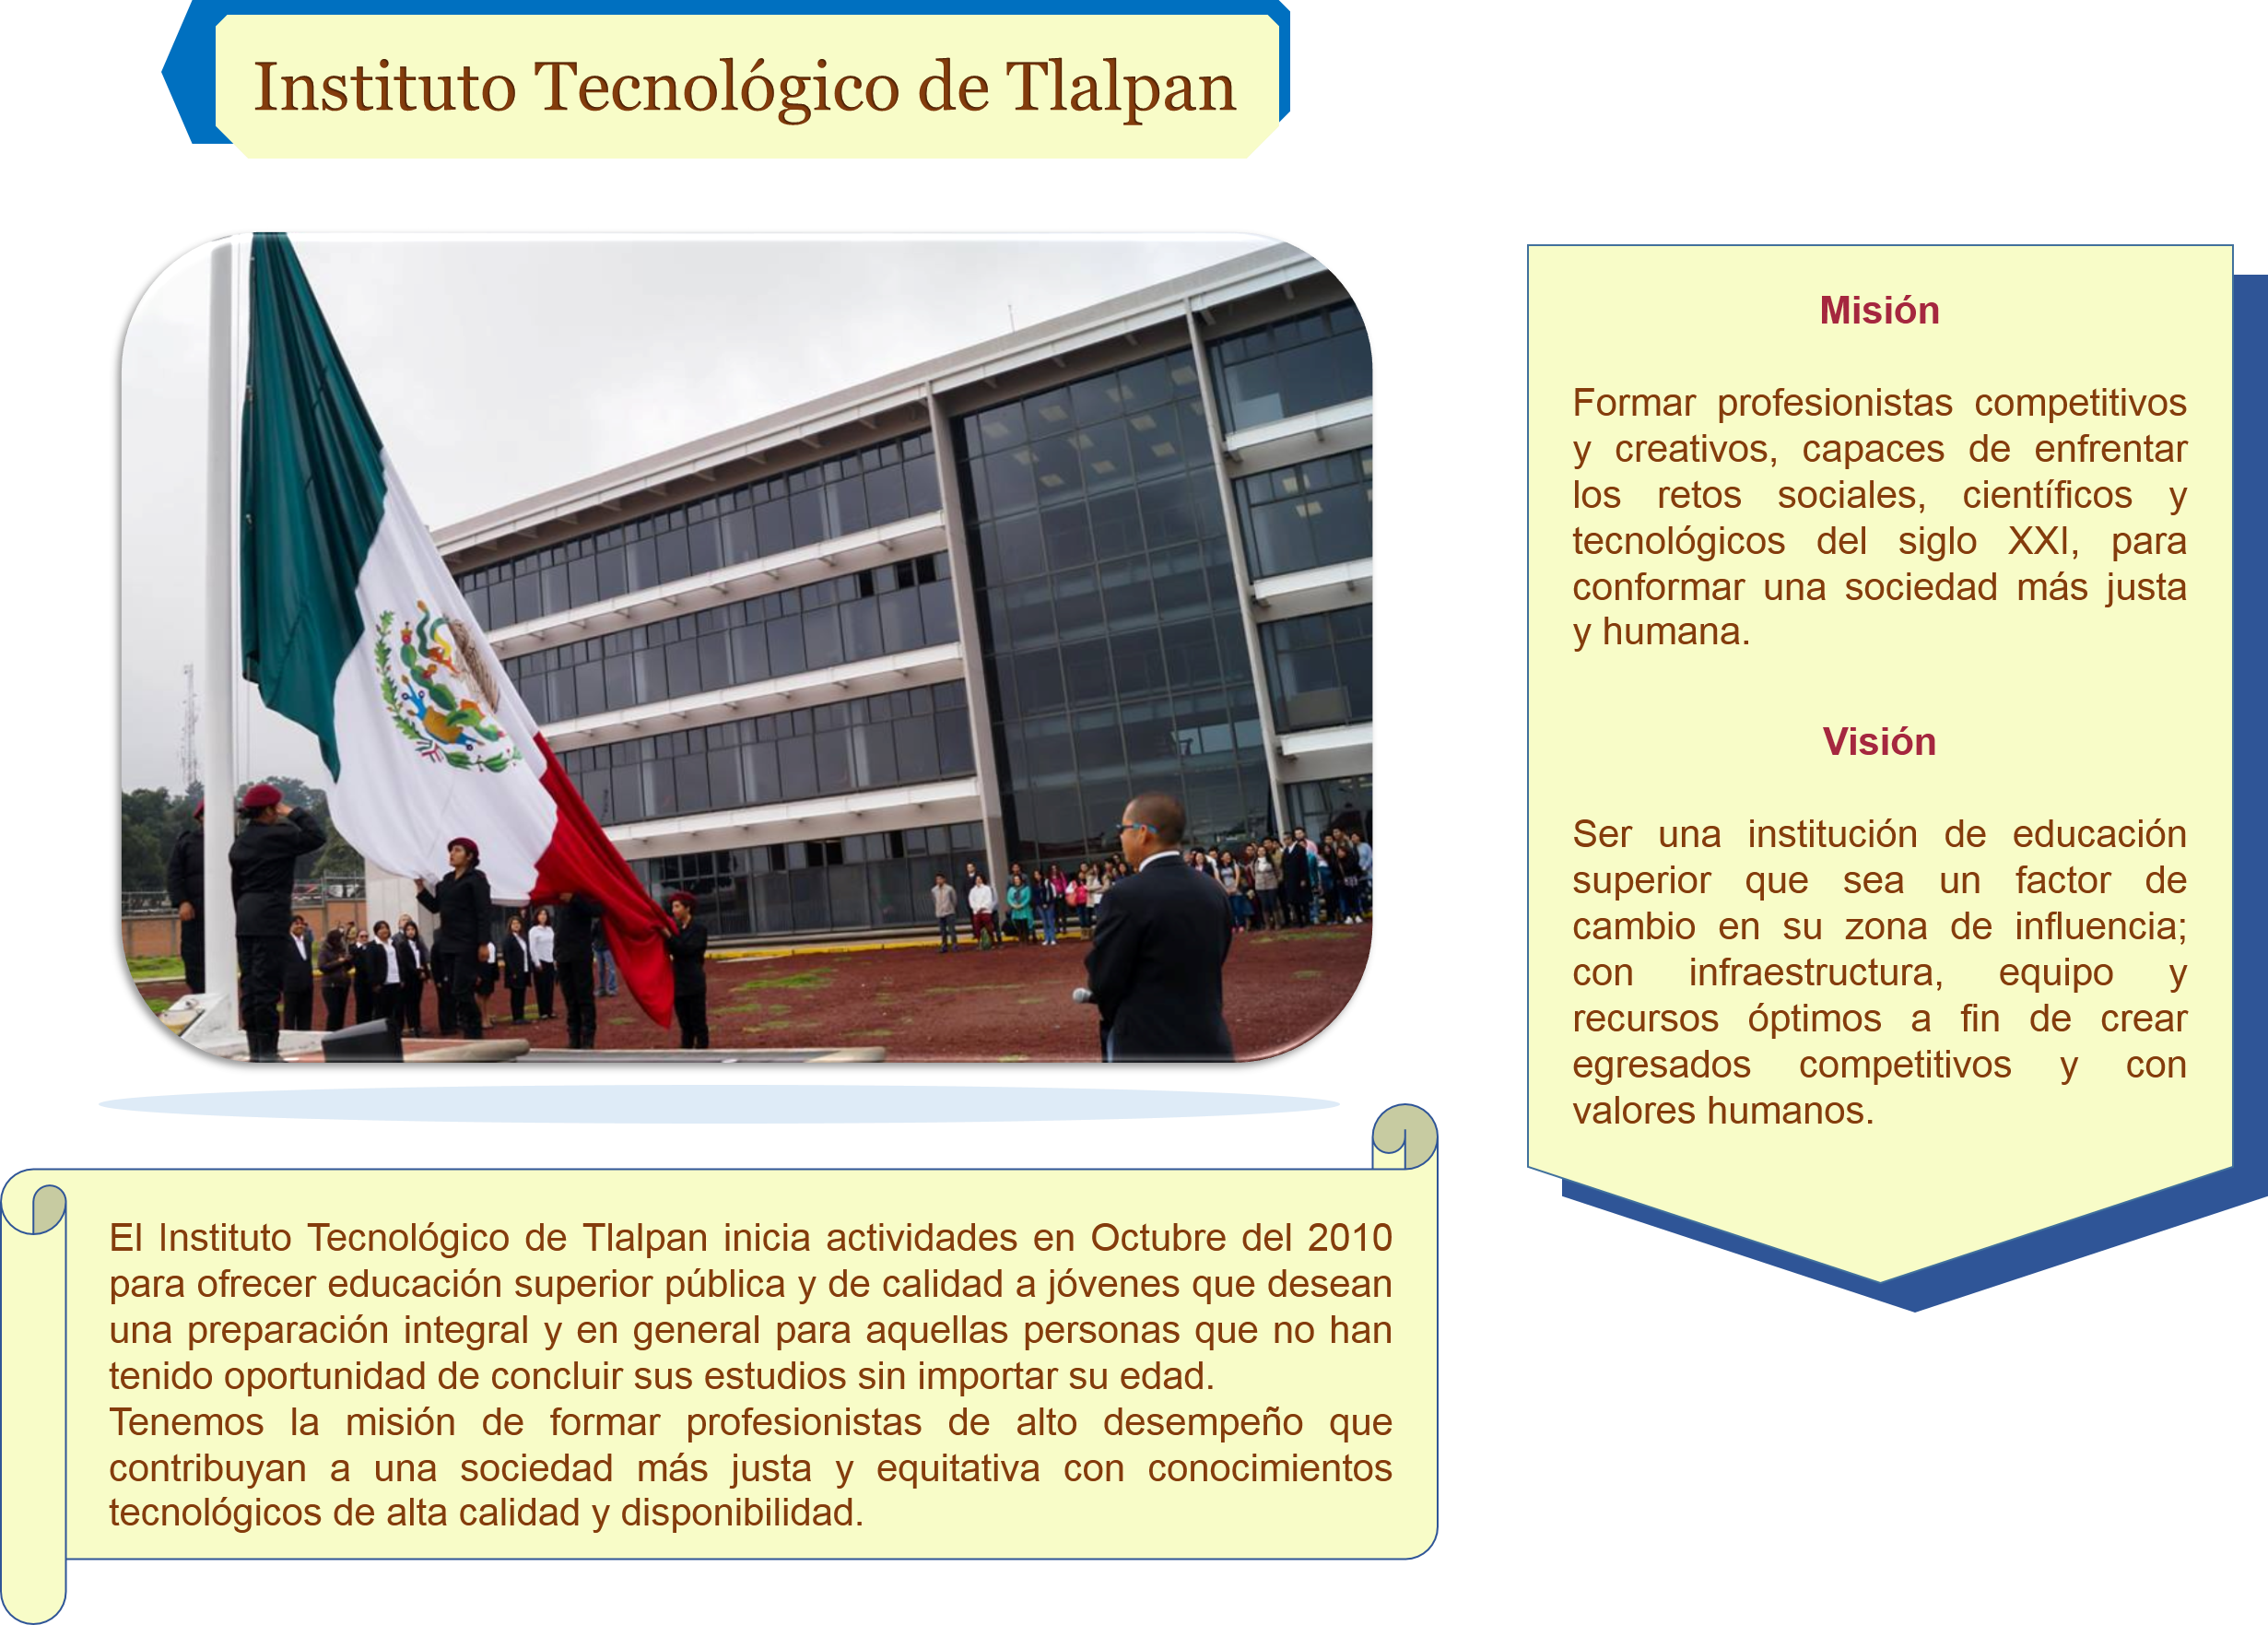 Instituto Tecnológico de Tlalpan
Misión
Formar profesionistas competitivos
y creativos, capaces de enfrentar
los retos sociales, científicos y
tecnológicos del siglo XXI, para
conformar una sociedad más justa
y humana.
Visión
Ser una institución de educación
superior que sea un factor de
cambio en su zona de influencia;
con infraestructura, equipo y
recursos óptimos a fin de crear
egresados competitivos y con
valores humanos.
El Instituto Tecnológico de Tlalpan inicia actividades en Octubre del 2010
para ofrecer educación superior pública y de calidad a jóvenes que desean
una preparación integral y en general para aquellas personas que no han
tenido oportunidad de concluir sus estudios sin importar su edad.
Tenemos la misión de formar profesionistas de alto desempeño que
contribuyan a una sociedad más justa y equitativa con conocimientos
tecnológicos de alta calidad y disponibilidad.